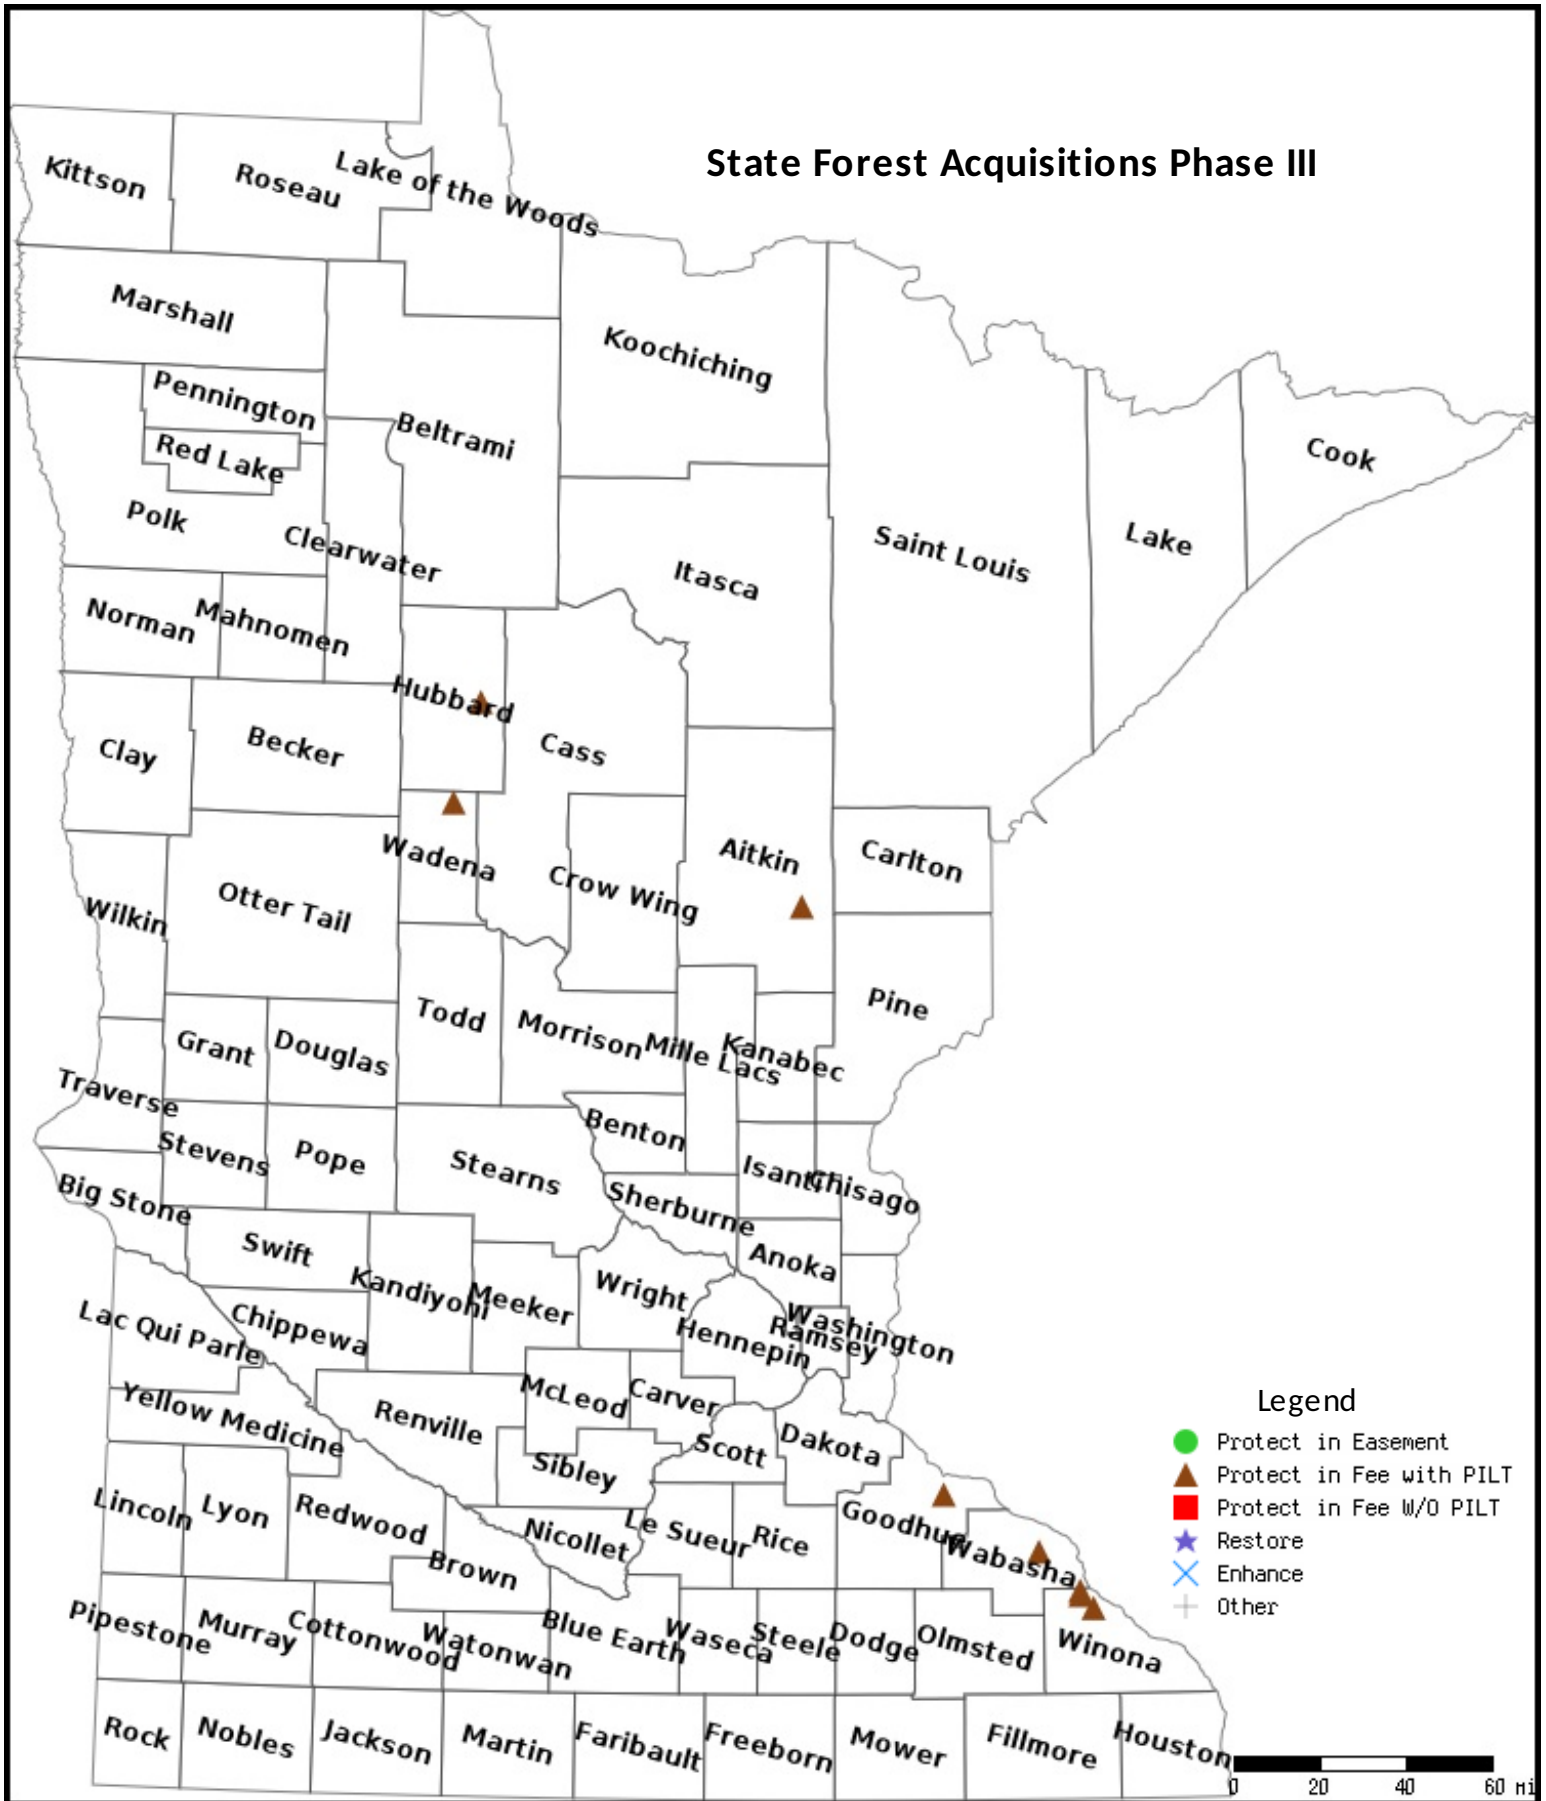 State Forest Acquisitions Phase III
Kittson
Roseau
Lake of the Woods
Marshall
Koochiching
Pennington
Beltrami
Red Lake
Cook
Polk
Clearwater
Saint Louis
Lake
Itasca
Norman
Mahnomen
Hubbard
Clay
Becker
Cass
Wadena
Aitkin
Carlton
Otter Tail
Crow Wing
Wilkin
Pine
Todd
Morrison
Grant
Douglas
Mille Lacs
Kanabec
Traverse
Benton
Stevens
Pope
Stearns
Isanti
Chisago
Big Stone
Sherburne
Swift
Anoka
Kandiyohi
Meeker
Wright
Lac Qui Parle
Chippewa
Washington
Ramsey
Hennepin
McLeod
Carver
Yellow Medicine
Renville
Scott
Dakota
Sibley
Lincoln
Lyon
Redwood
Nicollet
Le Sueur
Rice
Goodhue
Wabasha
Brown
Pipestone
Murray
Cottonwood
Watonwan
Blue Earth
Waseca
Steele
Dodge
Olmsted
Winona
Rock
Nobles
Jackson
Martin
Faribault
Freeborn
Mower
Fillmore
Houston
Legend
Protect in Easement
Protect in Fee with PILT
Protect in Fee W/O PILT
Restore
Enhance
Other
0 20 40 60 mi